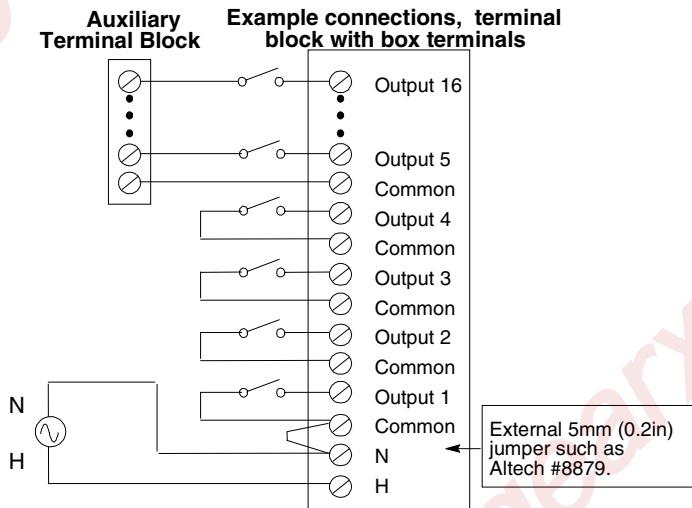 Auxiliary
Terminal Block
Example connections, terminal
block with box terminals
Output 16
Output 5
Common
Output 4
Common
Output 3
Common
Output 2
Common
Output 1
Common
N
H
N
H
External 5mm (0.2in)
jumper such as
Altech #8879.
gearx